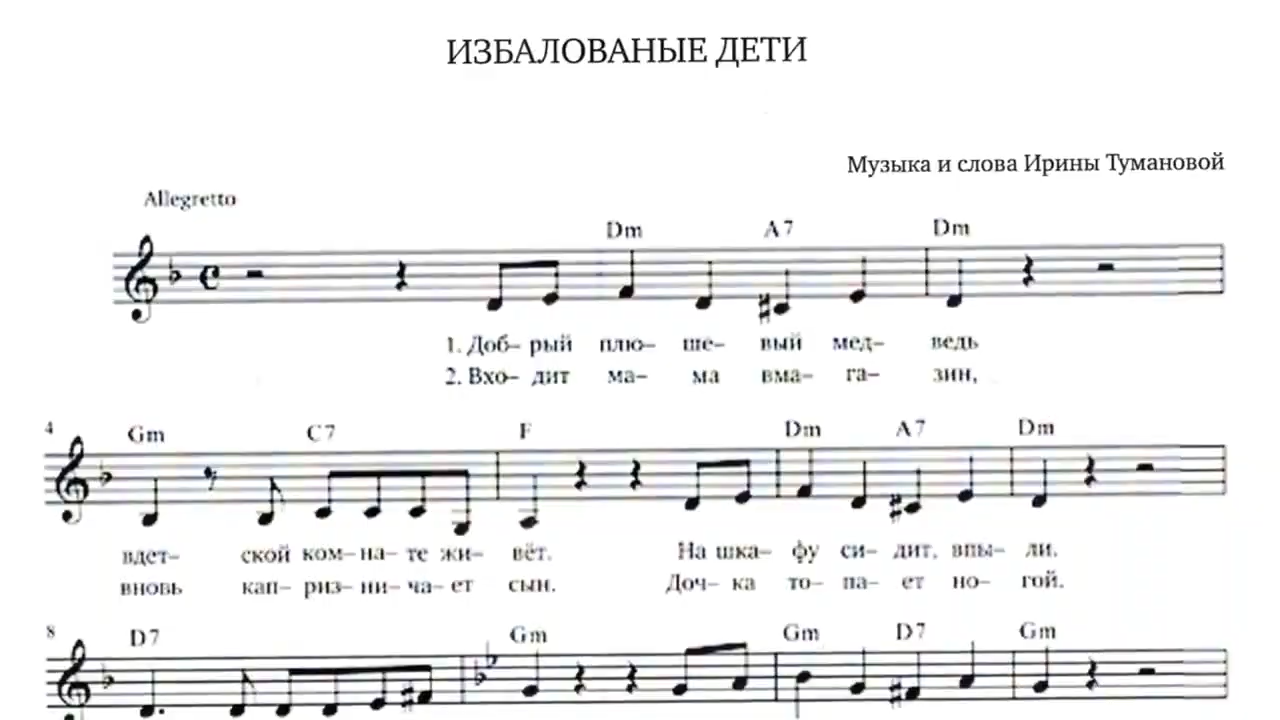 ИЗБАЛОВАНЫЕ ДЕТИ
Музыка и слова Ирины Тумановой
Allegretto
Dm A7 Dm
1. Доб– рый плю– ше– вый мед– ведь
2. Вхо– дит ма– ма вма– га– зин,
4
Gm C7 F Dm A7 Dm
вдет– ской ком– на– те жи– вёт. На шка– фу си– дит, впы– ли.
вновь кап– риз– ни– ча– ет сын. Доч– ка то– па– ет но– гой.
8
D7 Gm Gm D7 Gm